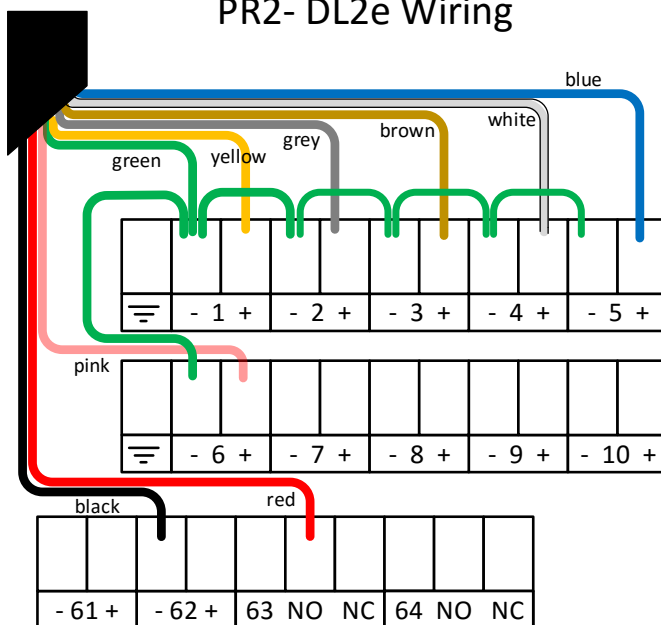 PR2- DL2e Wiring
blue
white
brown
grey
yellow
green
- 1 + - 2 + - 3 + - 4 + - 5 +
pink
- 6 + - 7 + - 8 + - 9 + - 10 +
black
red
- 61 + - 62 + 63 NO NC 64 NO NC